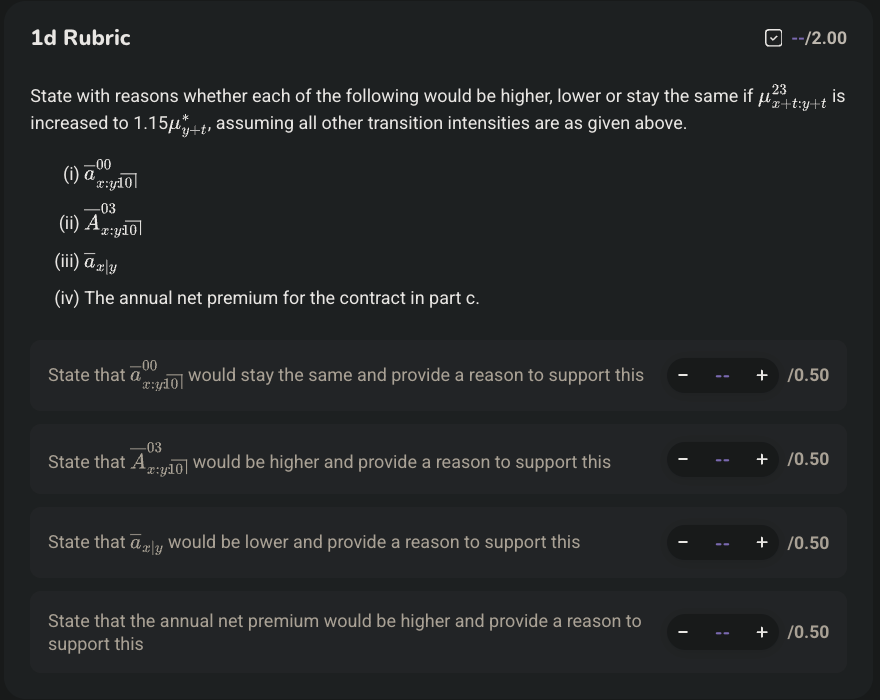 1d Rubric
--/2.00
State with reasons whether each of the following would be higher, lower or stay the same if μ^{23}_{x+t:y+t} is
increased to 1.15μ^{*}_{y+t}, assuming all other transition intensities are as given above.
(i) \overline{a}^{00}_{x:y:\overline{10}|}
(ii) \overline{A}^{03}_{x:y:\overline{10}|}
(iii) \overline{a}_{x|y}
(iv) The annual net premium for the contract in part c.
State that \overline{a}^{00}_{x:y:\overline{10}|} would stay the same and provide a reason to support this
− -- + /0.50
State that \overline{A}^{03}_{x:y:\overline{10}|} would be higher and provide a reason to support this
− -- + /0.50
State that \overline{a}_{x|y} would be lower and provide a reason to support this
− -- + /0.50
State that the annual net premium would be higher and provide a reason to
support this
− -- + /0.50